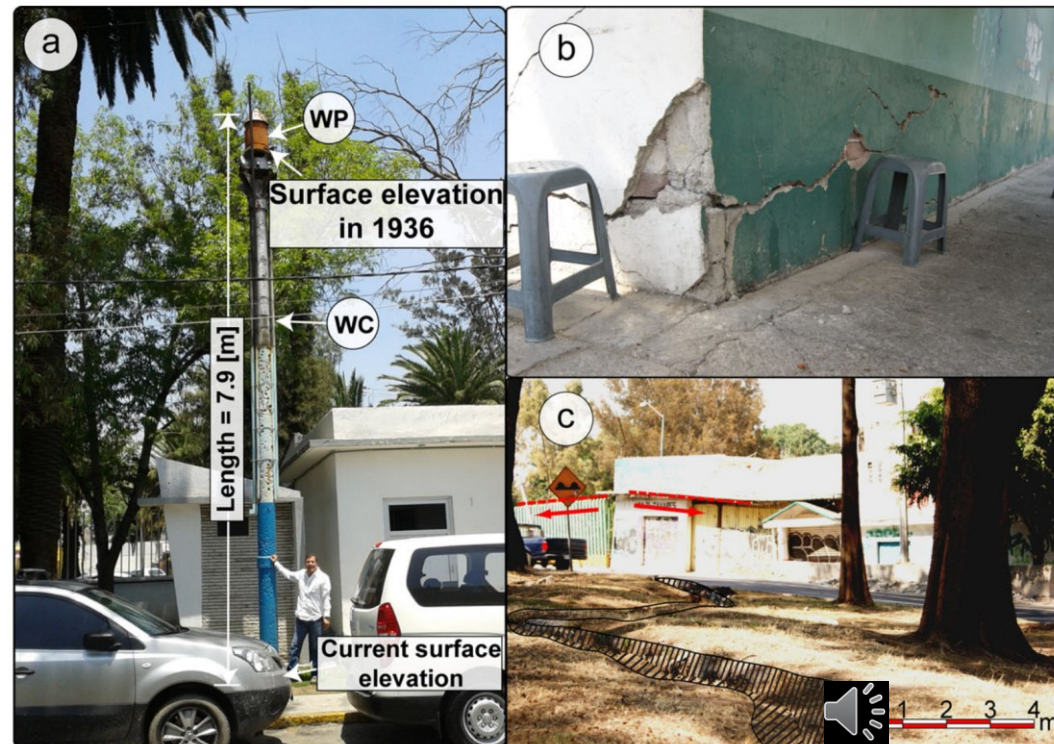 a
WP
Surface elevation
in 1936
WC
Length = 7.9 [m]
Current surface
elevation
b
c
1 2 3 4
m